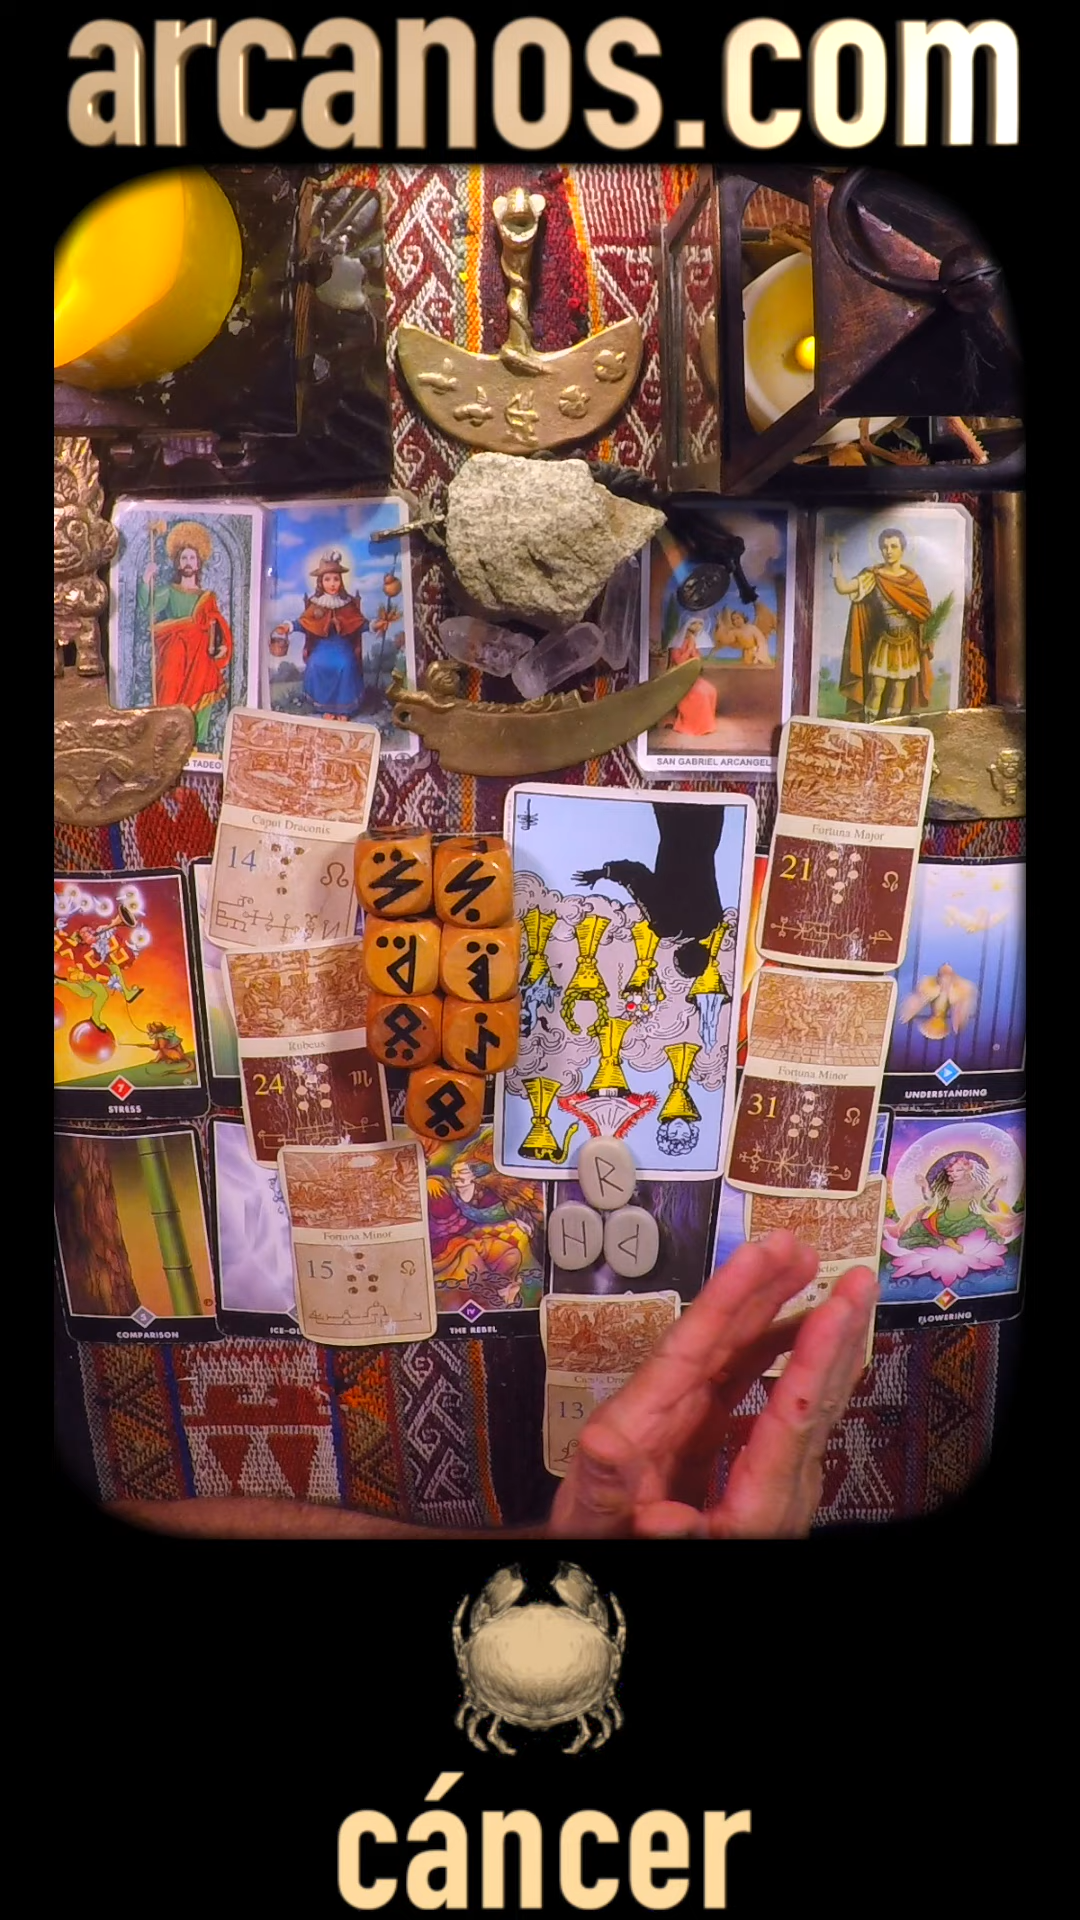 arcanos.com
SAN GABRIEL ARCANGEL
Caput Draconis
14
Fortuna Major
21
Rubeus
24
Fortuna Minor
31
STRESS
UNDERSTANDING
Fortuna Minor
15
COMPARISON
THE REBEL
FLOWERING
13
R
H
cáncer